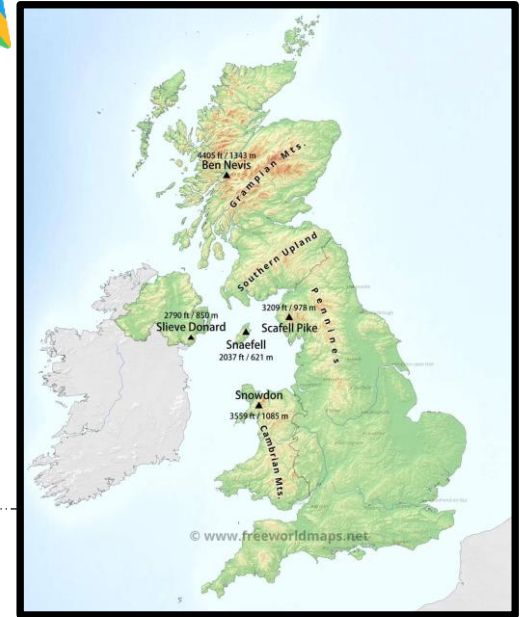 4405 ft / 1343 m
Ben Nevis
Grampian Mts.
Southern Upland
2790 ft / 850 m
Slieve Donard
3209 ft / 978 m
Scafell Pike
Pennines
Snaefell
2037 ft / 621 m
Snowdon
3559 ft / 1085 m
Cambrian Mts.
© www.freeworldmaps.net